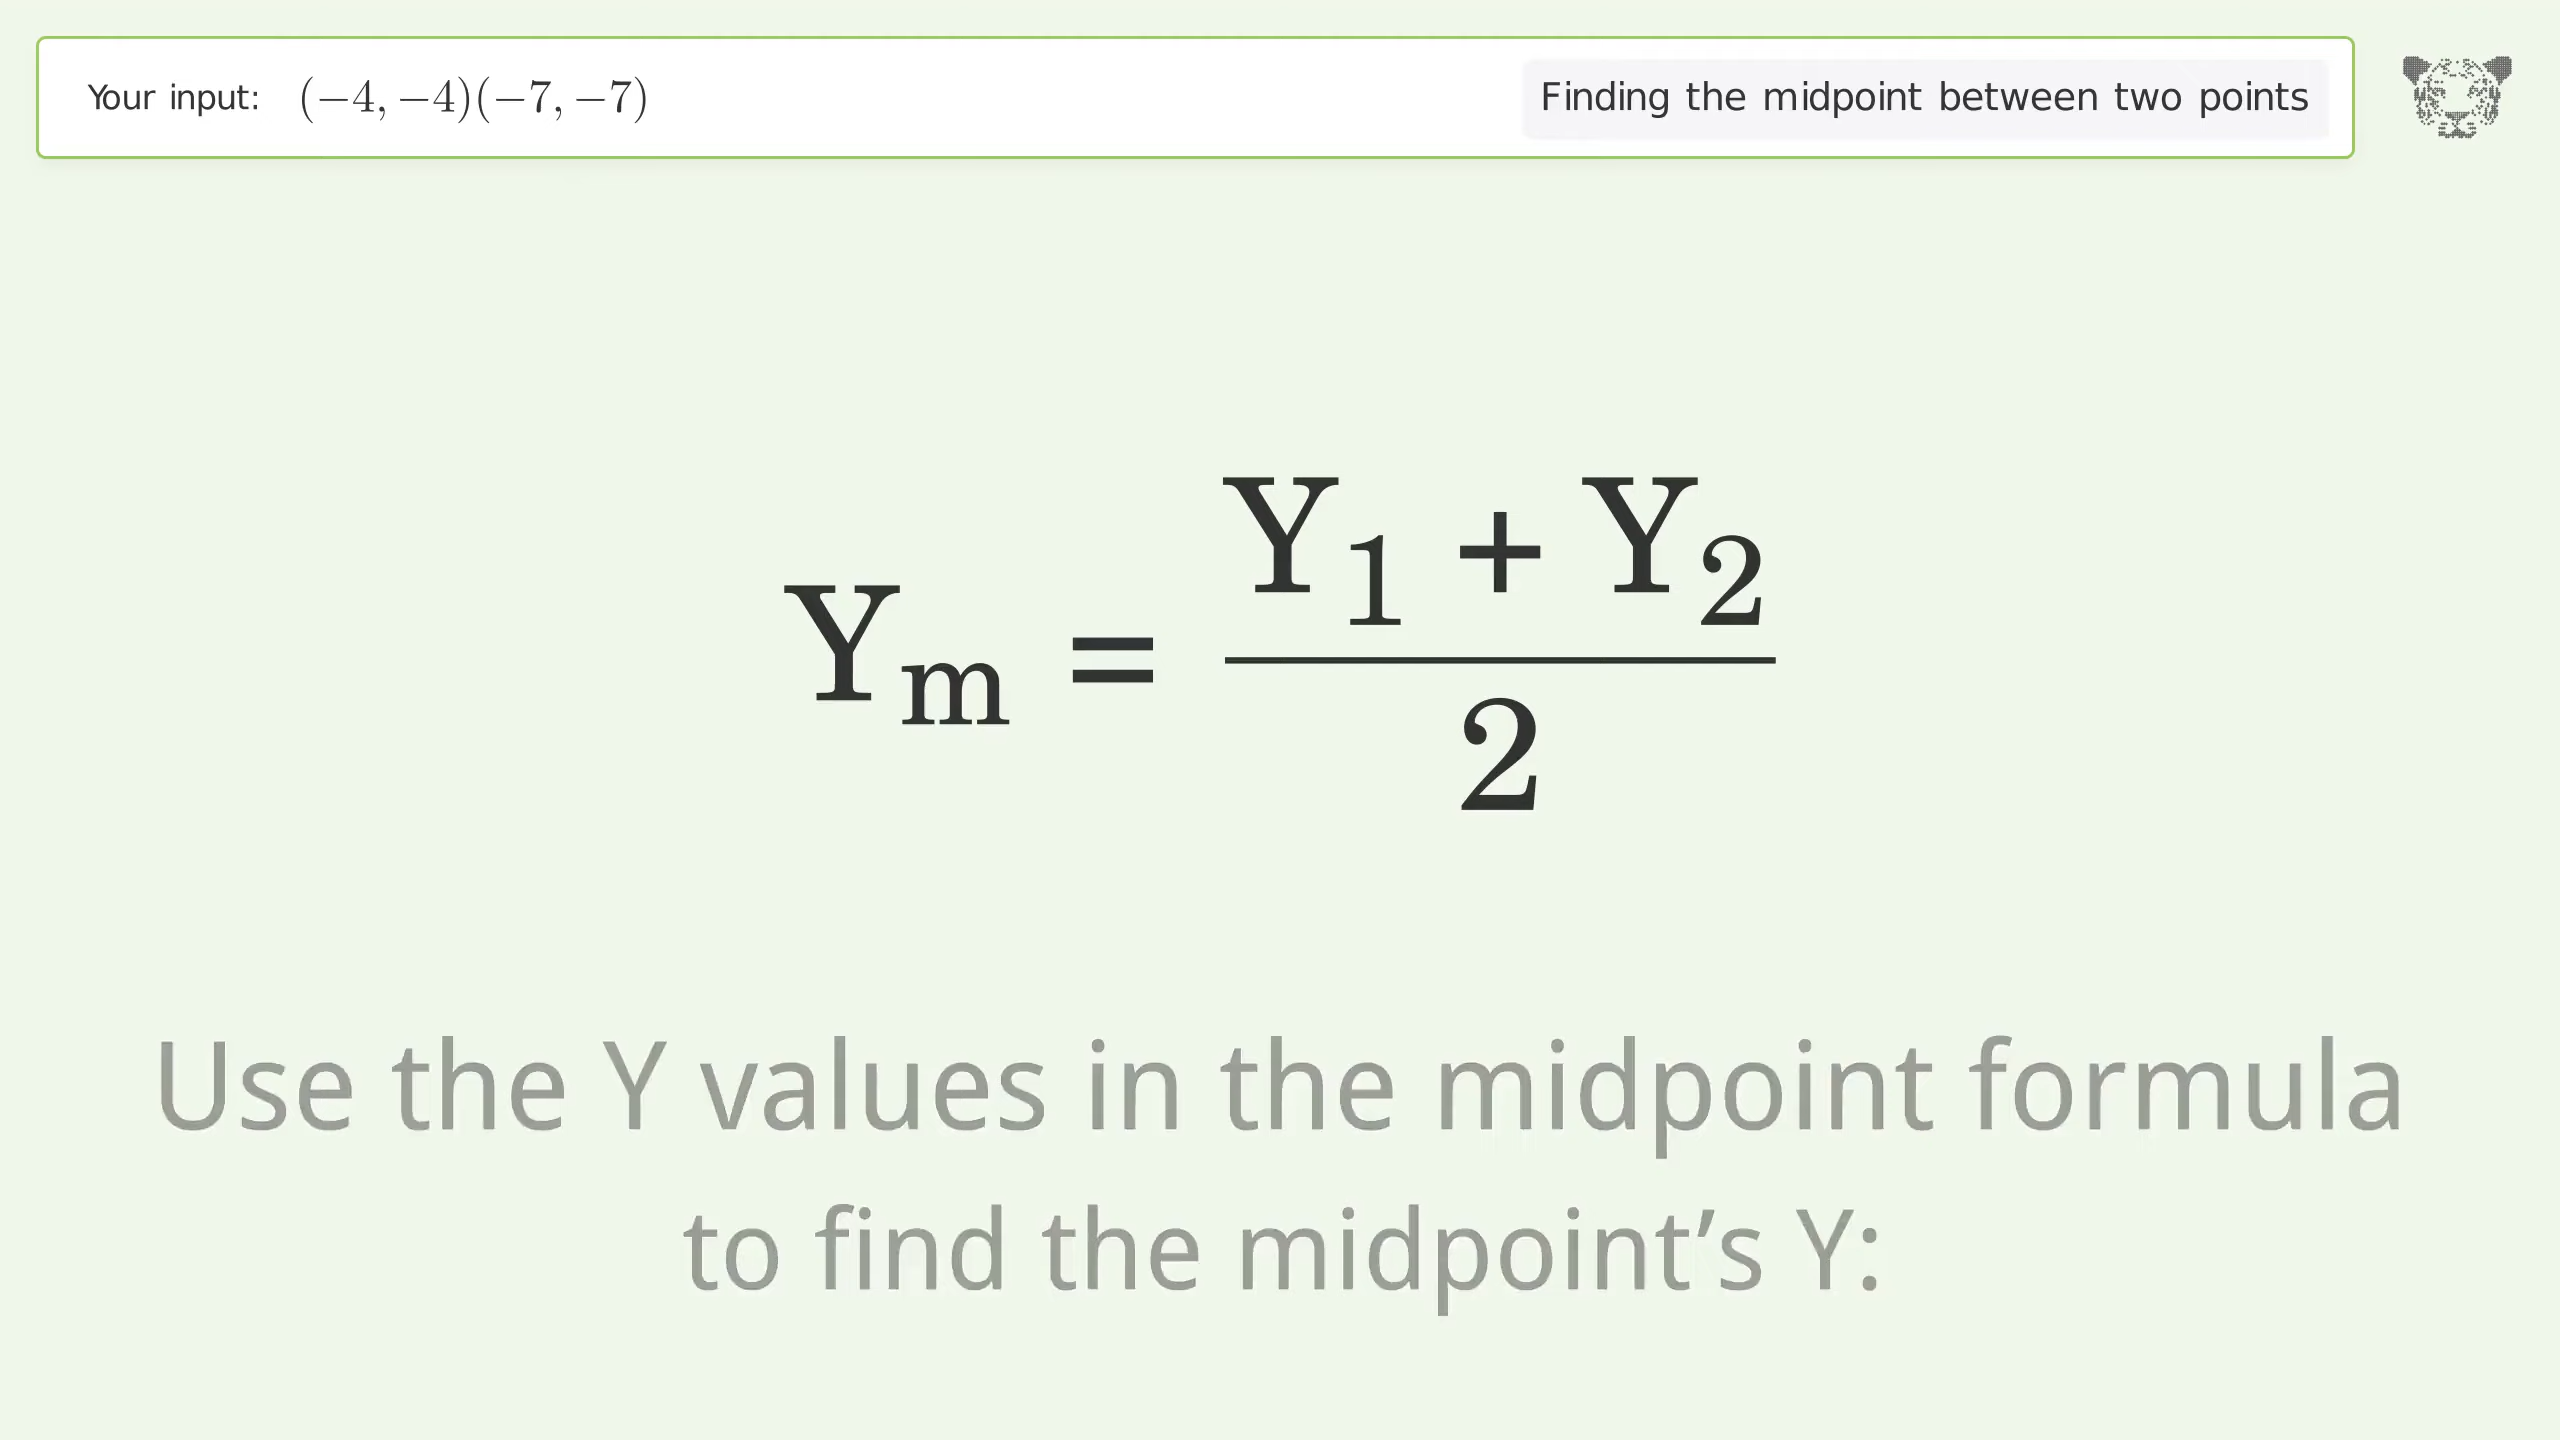 Your input: (−4, −4)(−7, −7)
Finding the midpoint between two points
Yₘ = (Y₁ + Y₂)/2
Use the Y values in the midpoint formula
to find the midpoint’s Y: